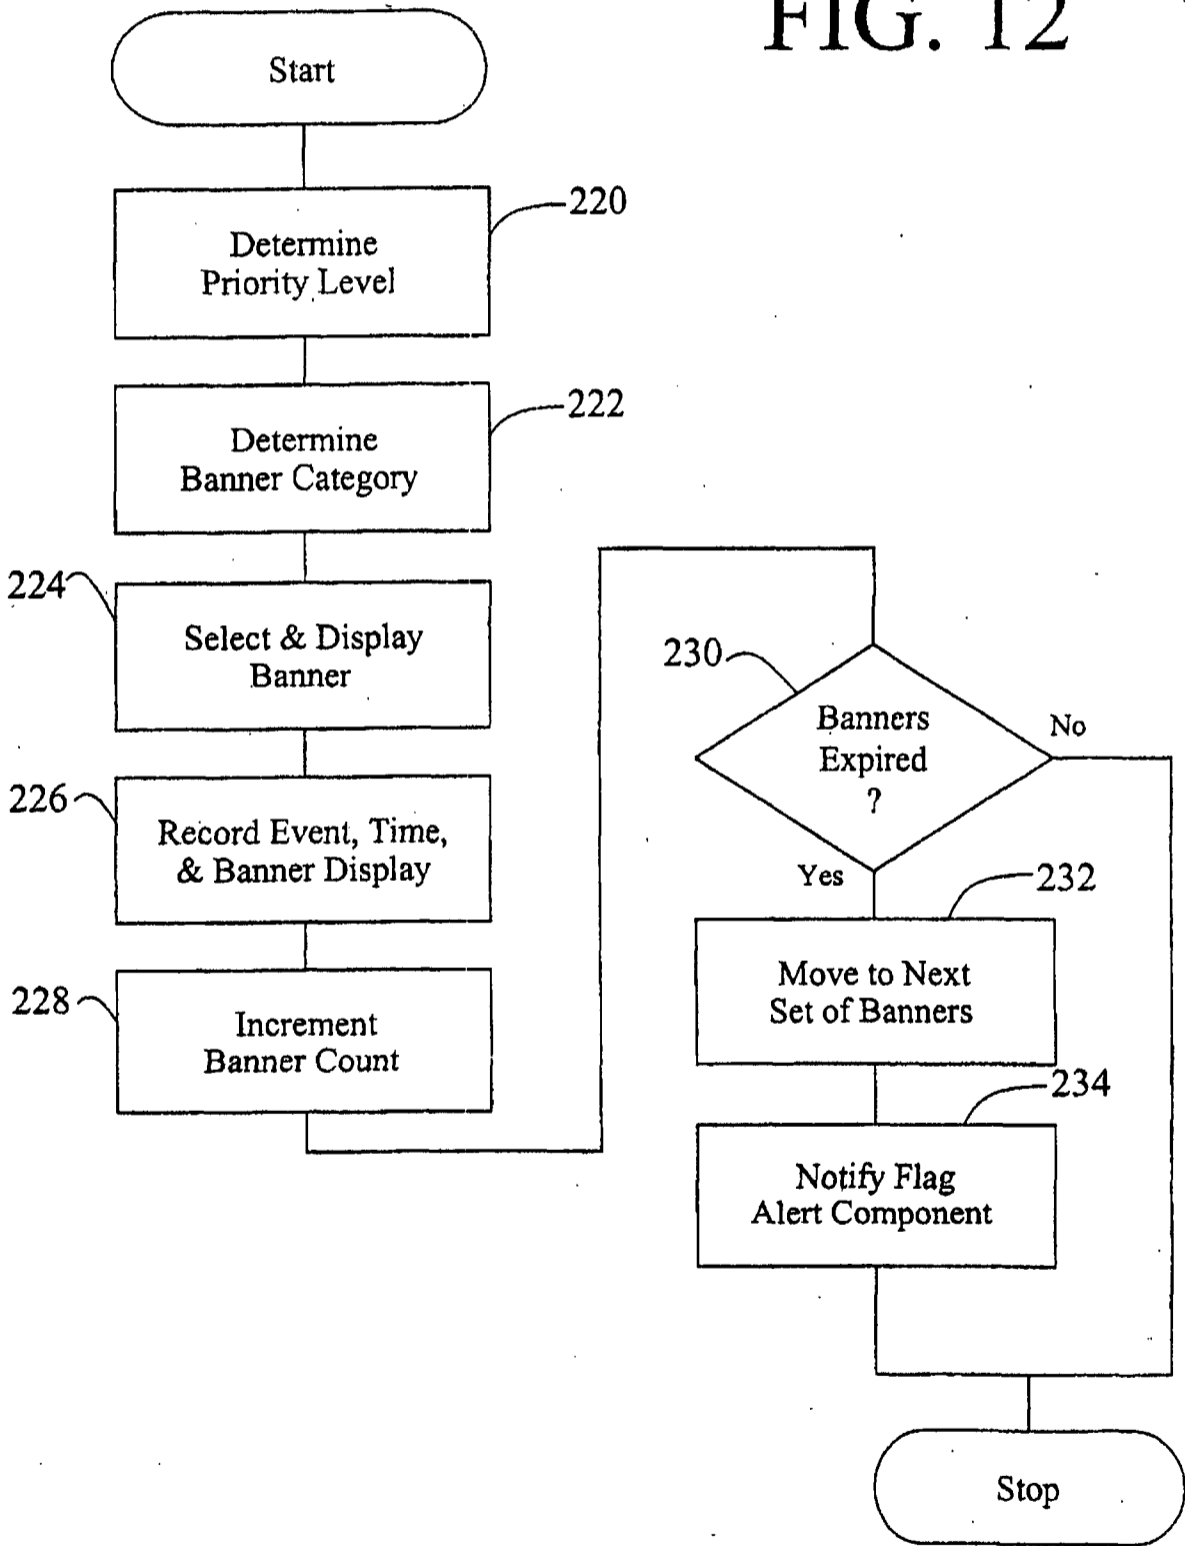 FIG. 12
Start
220
Determine
Priority Level
222
Determine
Banner Category
224
Select & Display
Banner
226
Record Event, Time,
& Banner Display
228
Increment
Banner Count
230
Banners
Expired
?
No
Yes
232
Move to Next
Set of Banners
234
Notify Flag
Alert Component
Stop